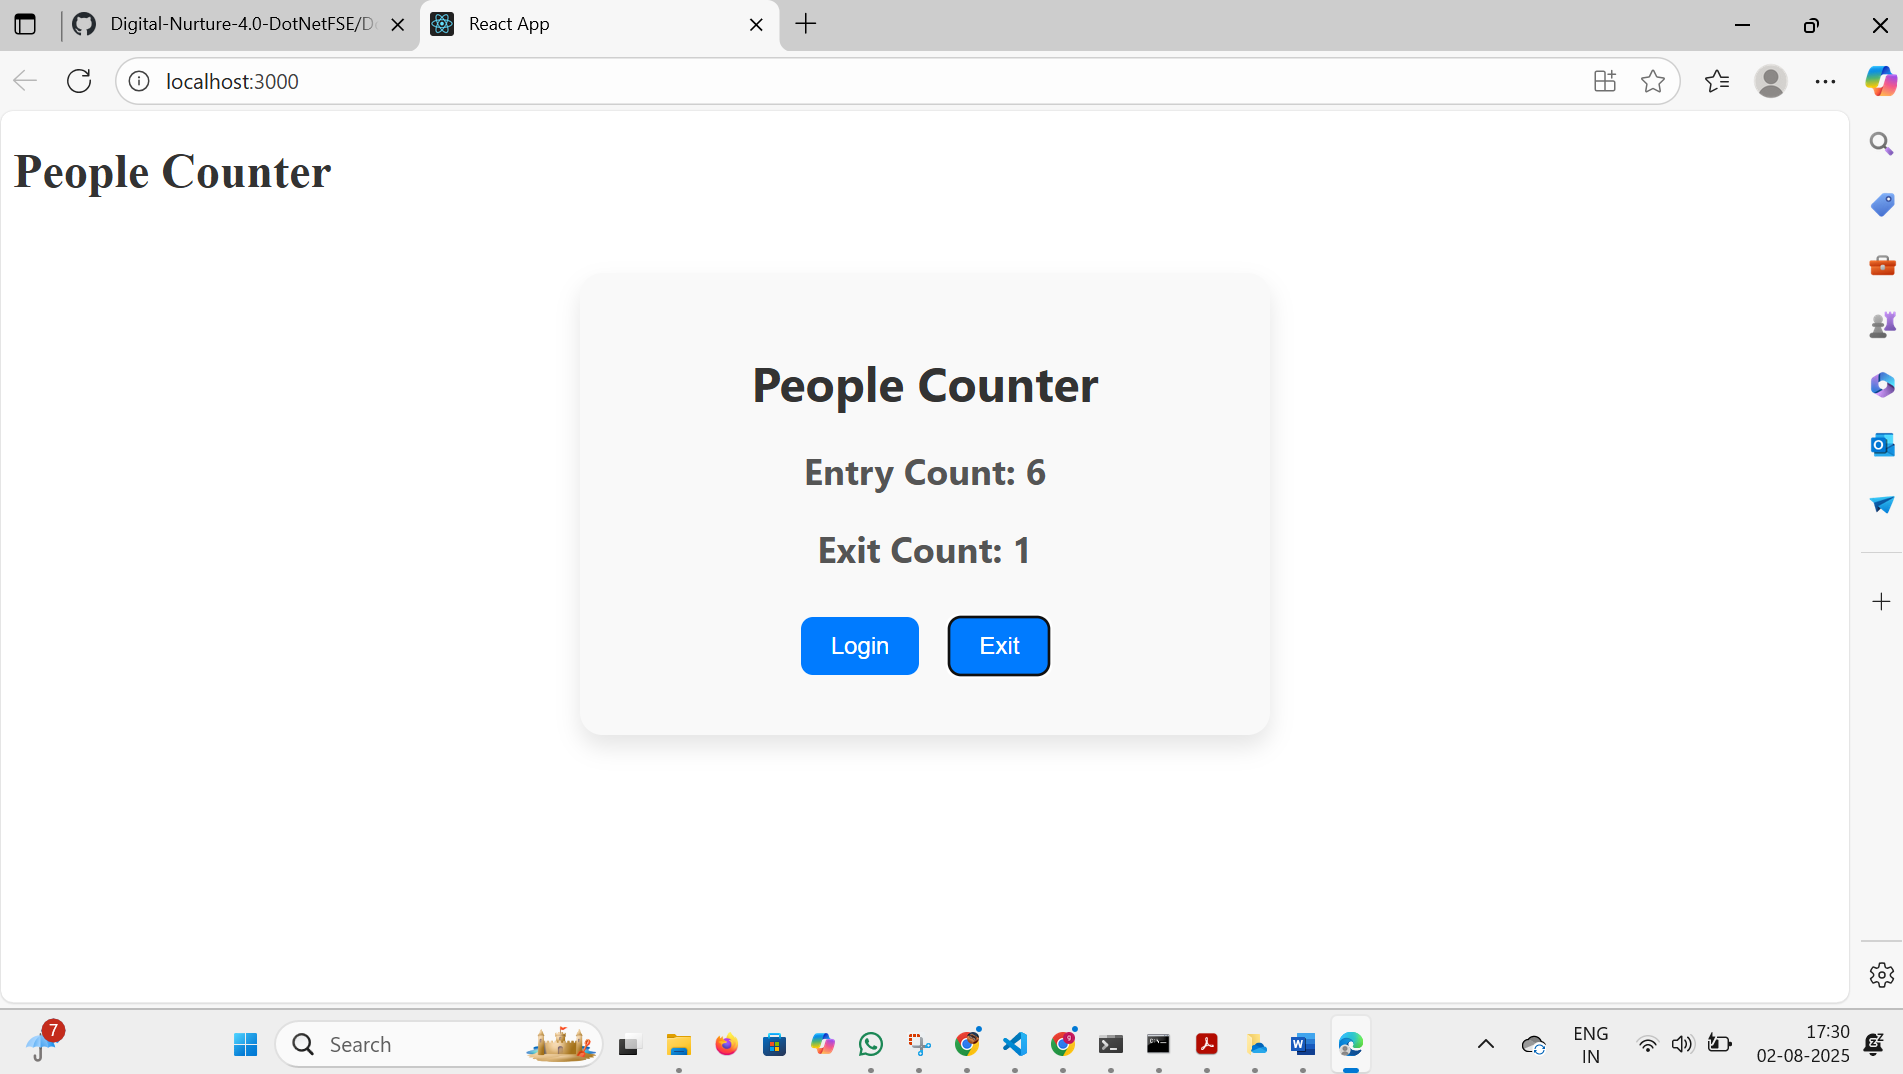 Digital-Nurture-4.0-DotNetFSE/D
React App
localhost:3000
People Counter
People Counter
Entry Count: 6
Exit Count: 1
Login
Exit
7
Search
9
ENG
IN
17:30
02-08-2025